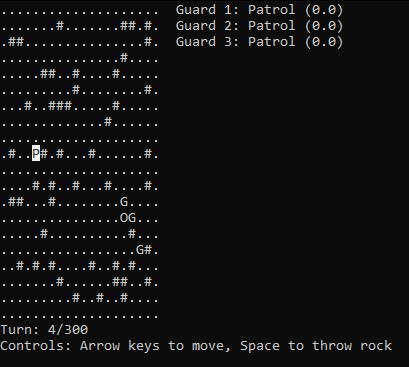 .................... Guard 1: Patrol (0.0)
.......#.......##.#. Guard 2: Patrol (0.0)
.##...............#. Guard 3: Patrol (0.0)
...............#....
.....##..#....#.....
.........#........#.
...#..###.....#.....
.............#......
....................
.#..P#.#...#......#.
....................
....#.#..#...#....#.
.##...#........G....
...............OG...
.....#..........#...
.................G#.
..#.#.#....#..#.#...
.......#......##..#.
.........#..#..#....
....................
Turn: 4/300
Controls: Arrow keys to move, Space to throw rock